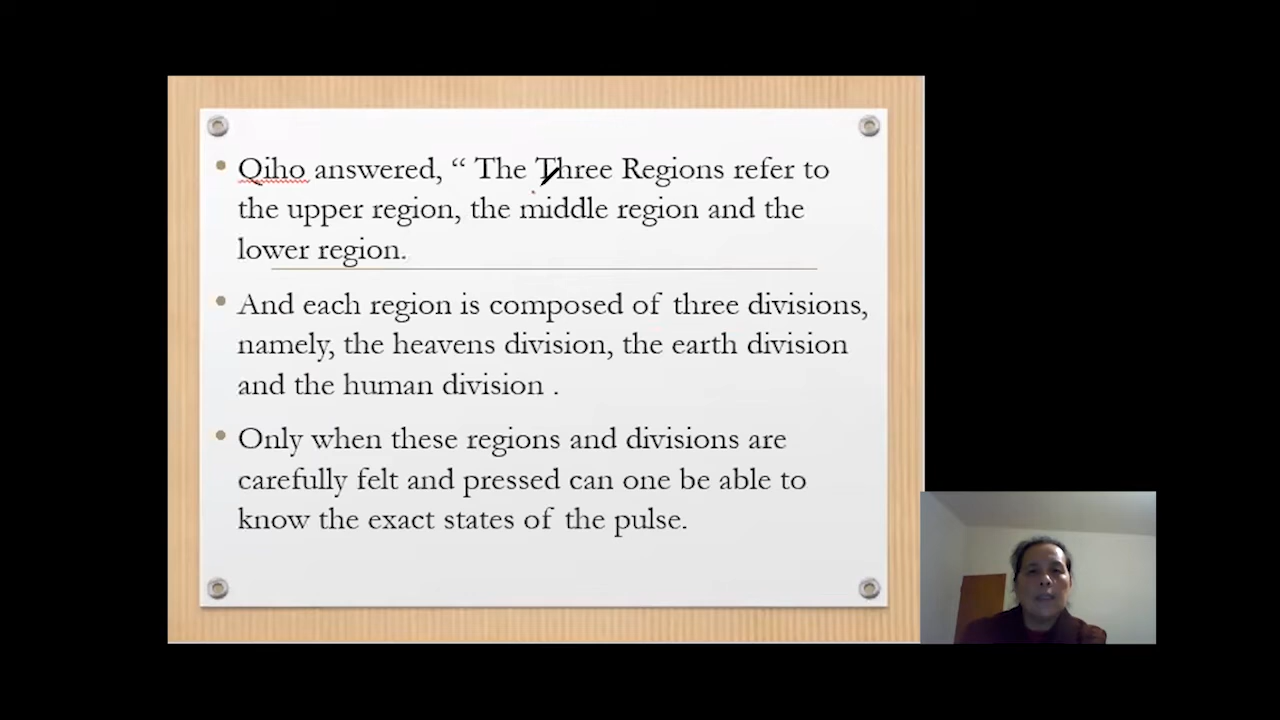 Qiho answered, “ The Three Regions refer to
the upper region, the middle region and the
lower region.
And each region is composed of three divisions,
namely, the heavens division, the earth division
and the human division .
Only when these regions and divisions are
carefully felt and pressed can one be able to
know the exact states of the pulse.